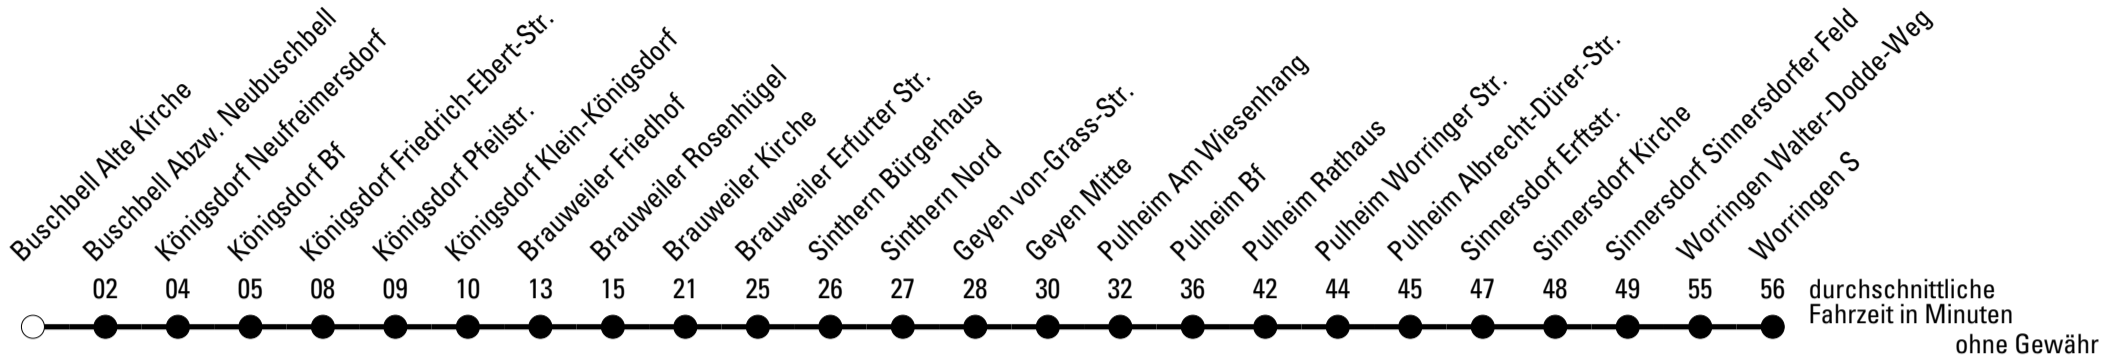 Buschbell Alte Kirche
Buschbell Abzw. Neubuschbell
Königsdorf Neufreimersdorf
Königsdorf Bf
Königsdorf Friedrich-Ebert-Str.
Königsdorf Pfeilstr.
Königsdorf Klein-Königsdorf
Brauweiler Friedhof
Brauweiler Rosenhügel
Brauweiler Kirche
Brauweiler Erfurter Str.
Sinthern Bürgerhaus
Sinthern Nord
Geyen von-Grass-Str.
Geyen Mitte
Pulheim Am Wiesenhang
Pulheim Bf
Pulheim Rathaus
Pulheim Worringer Str.
Pulheim Albrecht-Dürer-Str.
Sinnersdorf Erftstr.
Sinnersdorf Kirche
Sinnersdorf Sinnersdorfer Feld
Worringen Walter-Dodde-Weg
Worringen S
02 04 05 08 09 10 13 15 21 25 26 27 28 30 32 36 42 44 45 47 48 49 55 56 durchschnittliche
Fahrzeit in Minuten
ohne Gewähr